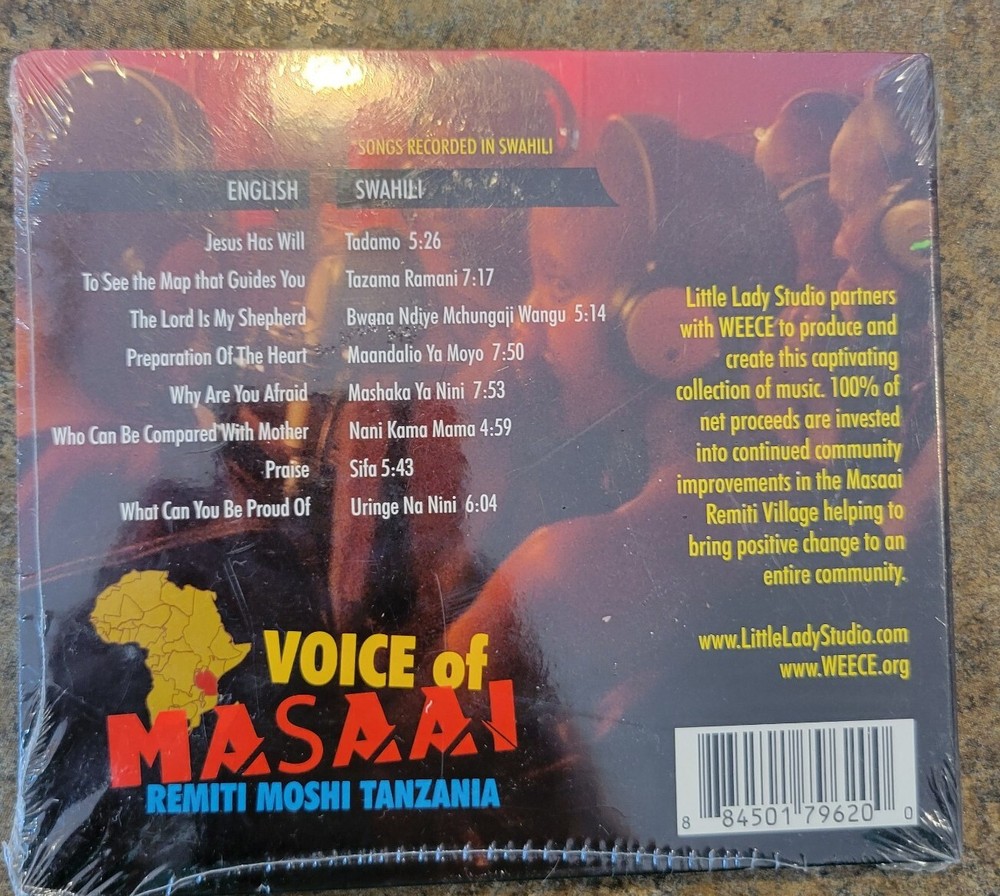 SONGS RECORDED IN SWAHILI
ENGLISH SWAHILI
Jesus Has Will Tadamo 5:26
To See the Map that Guides You Tazama Ramani 7:17
The Lord Is My Shepherd Bwana Ndiye Mchungaji Wangu 5:14
Preparation Of The Heart Maandalio Ya Moyo 7:50
Why Are You Afraid Mashaka Ya Nini 7:53
Who Can Be Compared With Mother Nani Kama Mama 4:59
Praise Sifa 5:43
What Can You Be Proud Of Uringe Na Nini 6:04
Little Lady Studio partners
with WEECE to produce and
create this captivating
collection of music. 100% of
net proceeds are invested
into continued community
improvements in the Masaai
Remiti Village helping to
bring positive change to an
entire community.
www.LittleLadyStudio.com
www.WEECE.org
VOICE of
MASAAI
REMITI MOSHI TANZANIA
8 84501 79620 0